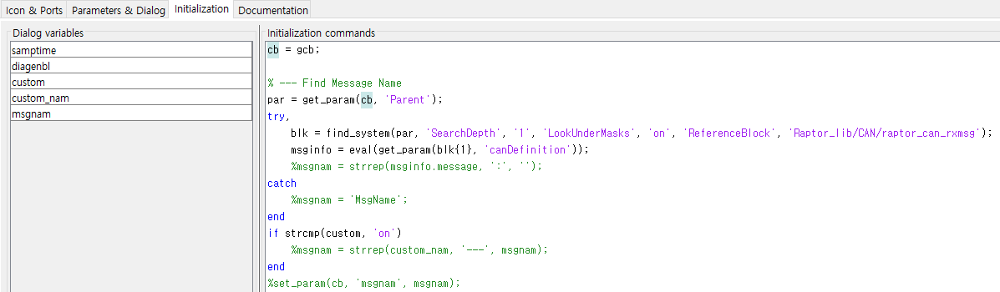 Icon & Ports
Parameters & Dialog
Initialization
Documentation
Dialog variables
samptime
diagenbl
custom
custom_nam
msgnam
Initialization commands
cb = gcb;
% --- Find Message Name
par = get_param(cb, 'Parent');
try,
    blk = find_system(par, 'SearchDepth', '1', 'LookUnderMasks', 'on', 'ReferenceBlock', 'Raptor_lib/CAN/raptor_can_rxmsg');
    msginfo = eval(get_param(blk{1}, 'canDefinition'));
    %msgnam = strrep(msginfo.message, ':', '');
catch
    %msgnam = 'MsgName';
end
if strcmp(custom, 'on')
    %msgnam = strrep(custom_nam, '---', msgnam);
end
%set_param(cb, 'msgnam', msgnam);